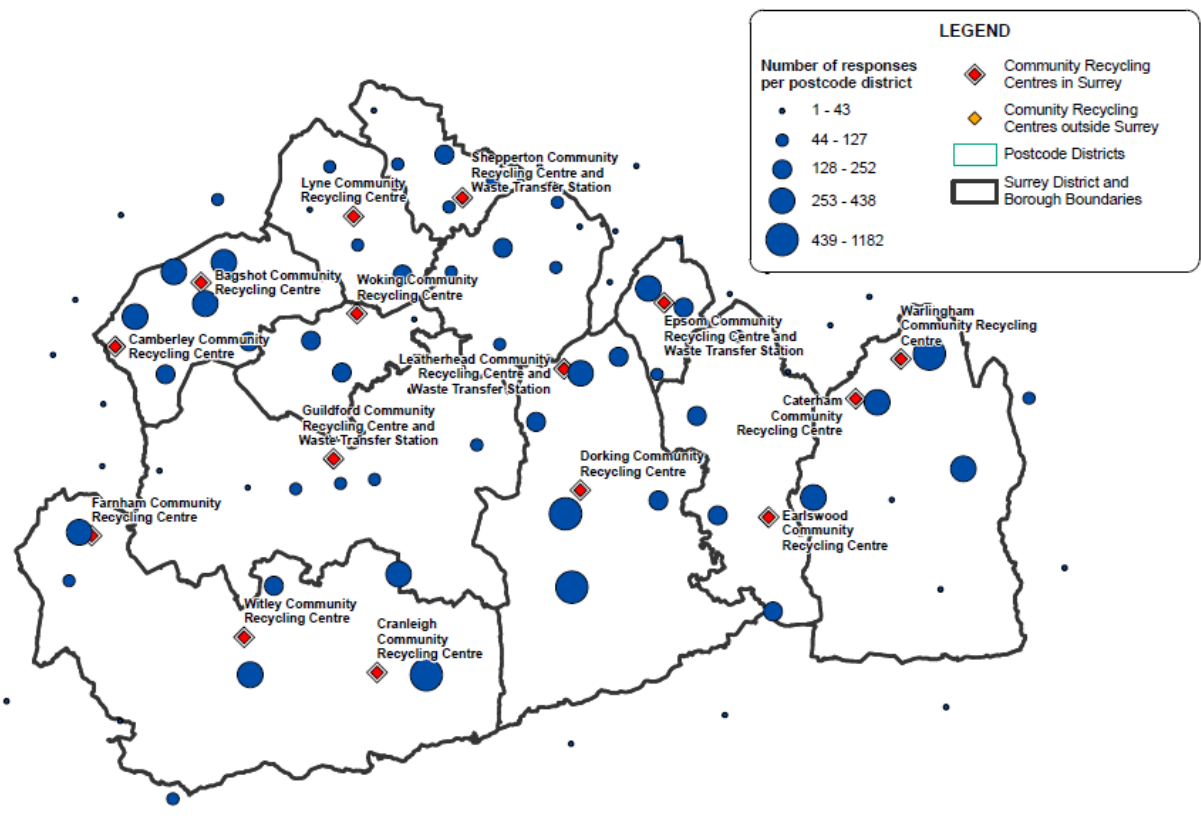 LEGEND
Number of responses
per postcode district
1 - 43
44 - 127
128 - 252
253 - 438
439 - 1182
Community Recycling
Centres in Surrey
Comunity Recycling
Centres outside Surrey
Postcode Districts
Surrey District and
Borough Boundaries
Shepperton Community
Recycling Centre and
Waste Transfer Station
Lyne Community
Recycling Centre
Bagshot Community
Recycling Centre
Woking Community
Recycling Centre
Camberley Community
Recycling Centre
Epsom Community
Recycling Centre and
Waste Transfer Station
Warlingham
Community Recycling
Centre
Leatherhead Community
Recycling Centre and
Waste Transfer Station
Caterham
Community
Recycling Centre
Guildford Community
Recycling Centre and
Waste Transfer Station
Dorking Community
Recycling Centre
Farnham Community
Recycling Centre
Earlswood
Community
Recycling Centre
Witley Community
Recycling Centre
Cranleigh
Community
Recycling Centre